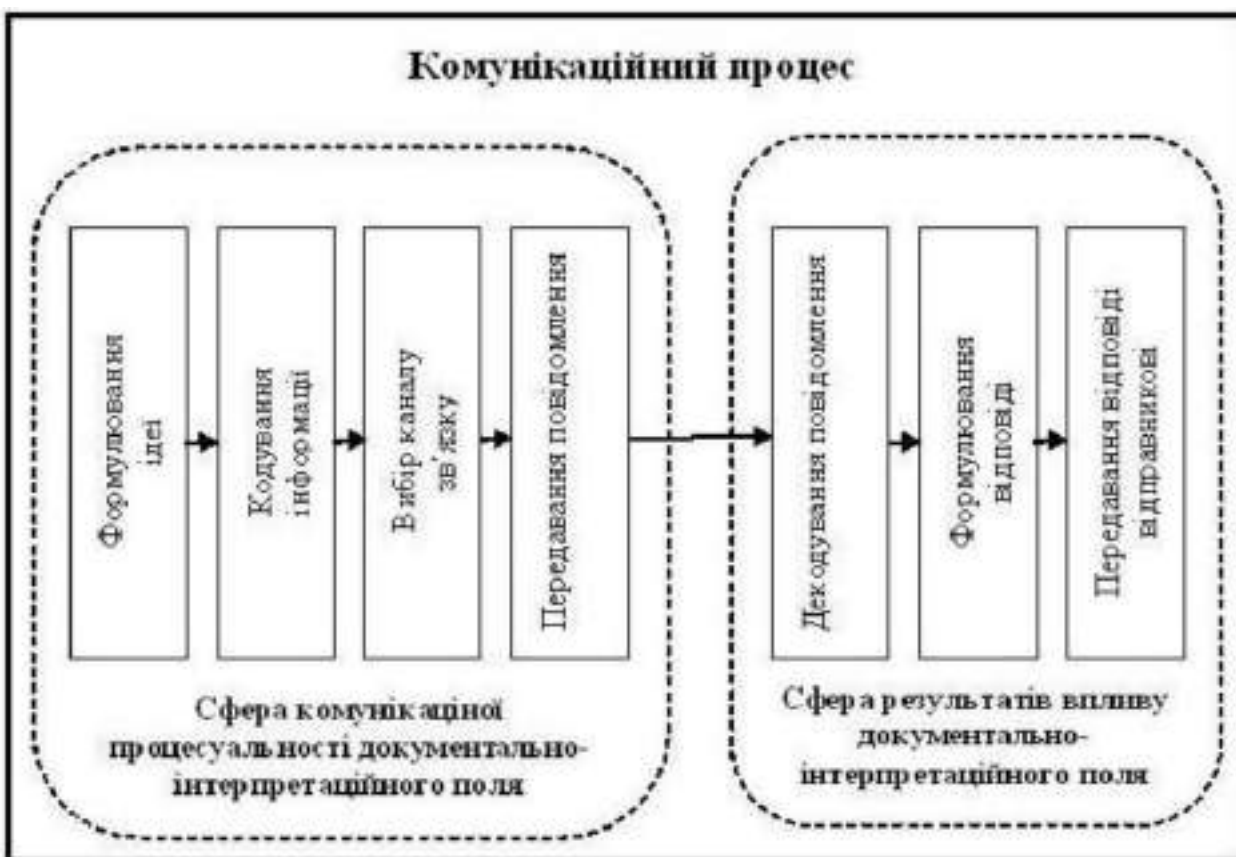 Комунікаційний процес
Формулювання
ідеї
Кодування
інформації
Вибір каналу
зв'язку
Передавання повідомлення
Декодування повідомлення
Формулювання
відповіді
Передавання відповіді
відправникові
Сфера комунікаціної
процесуальності документально-
інтерпретаційного поля
Сфера результатів впливу
документально-
інтерпретаційного поля